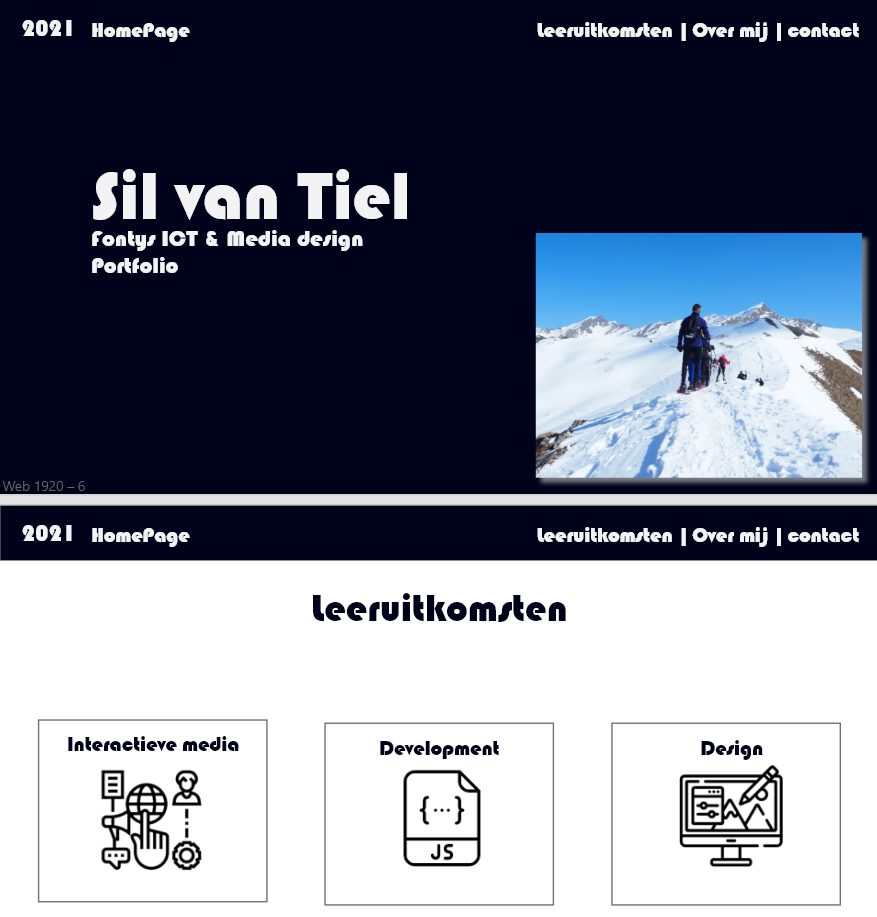 2021 HomePage Leeruitkomsten | Over mij | contact
Sil van Tiel
Fontys ICT & Media design
Portfolio
Web 1920 – 6
2021 HomePage Leeruitkomsten | Over mij | contact
Leeruitkomsten
Interactieve media Development Design
{...}
JS